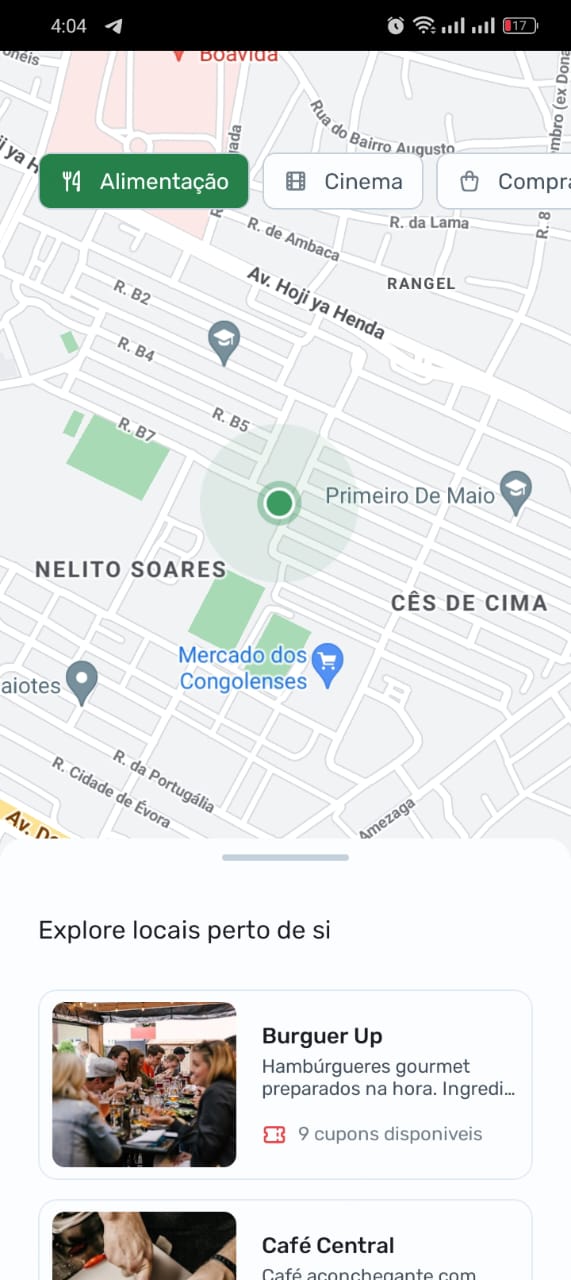 4:04
17
Boavida
Rua do Bairro Augusto
Alimentação
Cinema
R. da Lama
R. de Ambaca
R. 8
RANGEL
Av. Hoji ya Henda
R. B2
R. B4
R. B5
R. B7
Primeiro De Maio
NELITO SOARES
CÊS DE CIMA
Mercado dos
Congolenses
aiotes
R. da Portugália
R. Cidade de Évora
Amezaga
Explore locais perto de si
Burguer Up
Hambúrgueres gourmet
preparados na hora. Ingredi...
9 cupons disponiveis
Café Central
Café aconchegante com